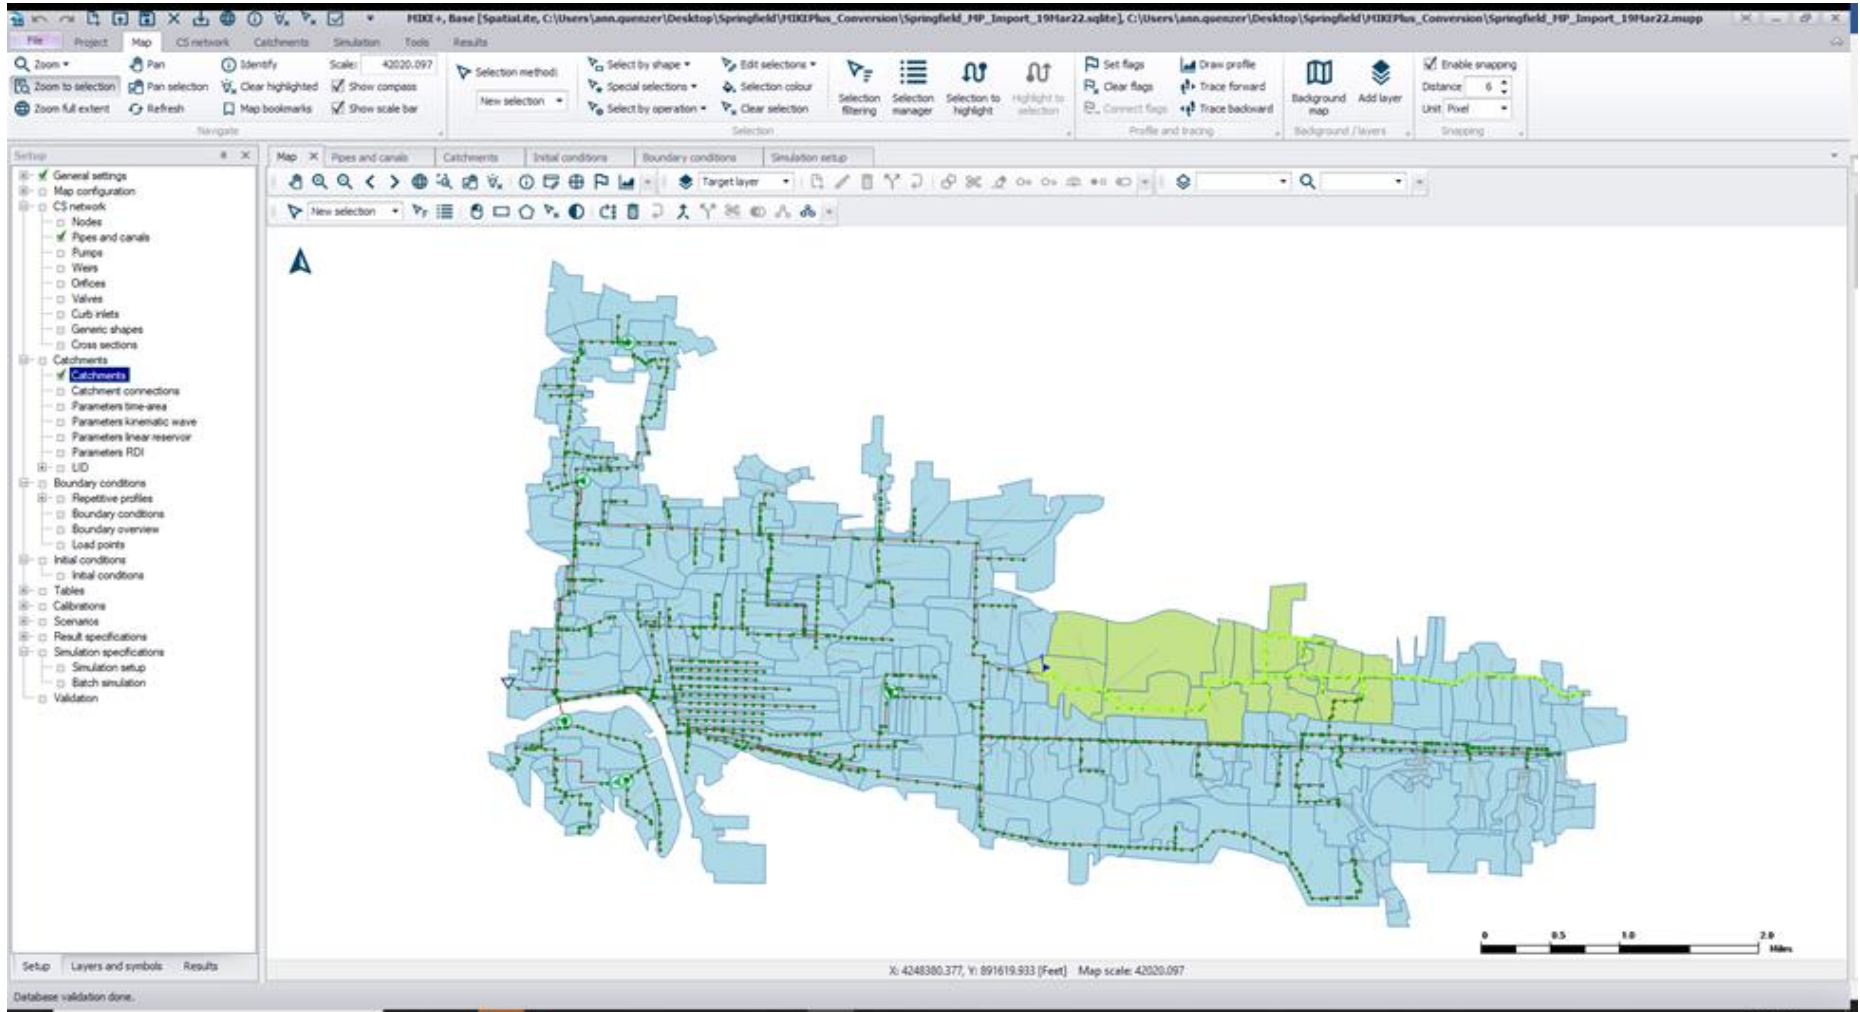 MIKE+, Base [SpatiaLite, C:\Users\ann.quenzer\Desktop\Springfield\MIKEPlus_Conversion\Springfield_MP_Import_19Mar22.sqlite], C:\Users\ann.quenzer\Desktop\Springfield\MIKEPlus_Conversion\Springfield_MP_Import_19Mar22.mupp
File Project Map CS network Catchments Simulation Tools Results
Zoom Pan Identify Scale: 42020.097
Zoom to selection Pan selection Clear highlighted Show compass
Zoom full extent Refresh Map bookmarks Show scale bar
Navigate
Selection method:
New selection
Select by shape Edit selections
Special selections Selection colour
Select by operation Clear selection
Selection filtering Selection manager Selection to highlight Highlight to selection
Selection
Set flags Draw profile
Clear flags Trace forward
Connect flags Trace backward
Profile and tracing
Background map Add layer
Background / layers
Enable snapping
Distance 6
Unit Pixel
Snapping
Setup
General settings
Map configuration
CS network
Nodes
Pipes and canals
Pumps
Weirs
Orifices
Valves
Curb inlets
Generic shapes
Cross sections
Catchments
Catchments
Catchment connections
Parameters time-area
Parameters kinematic wave
Parameters linear reservoir
Parameters RDI
LID
Boundary conditions
Repetitive profiles
Boundary conditions
Boundary overview
Load points
Initial conditions
Initial conditions
Tables
Calibrations
Scenarios
Result specifications
Simulation specifications
Simulation setup
Batch simulation
Validation
Setup Layers and symbols Results
Map Pipes and canals Catchments Initial conditions Boundary conditions Simulation setup
Target layer
New selection
0 0.5 1.0 2.0
Miles
X: 4248380.377, Y: 891619.933 [Feet] Map scale: 42020.097
Database validation done.